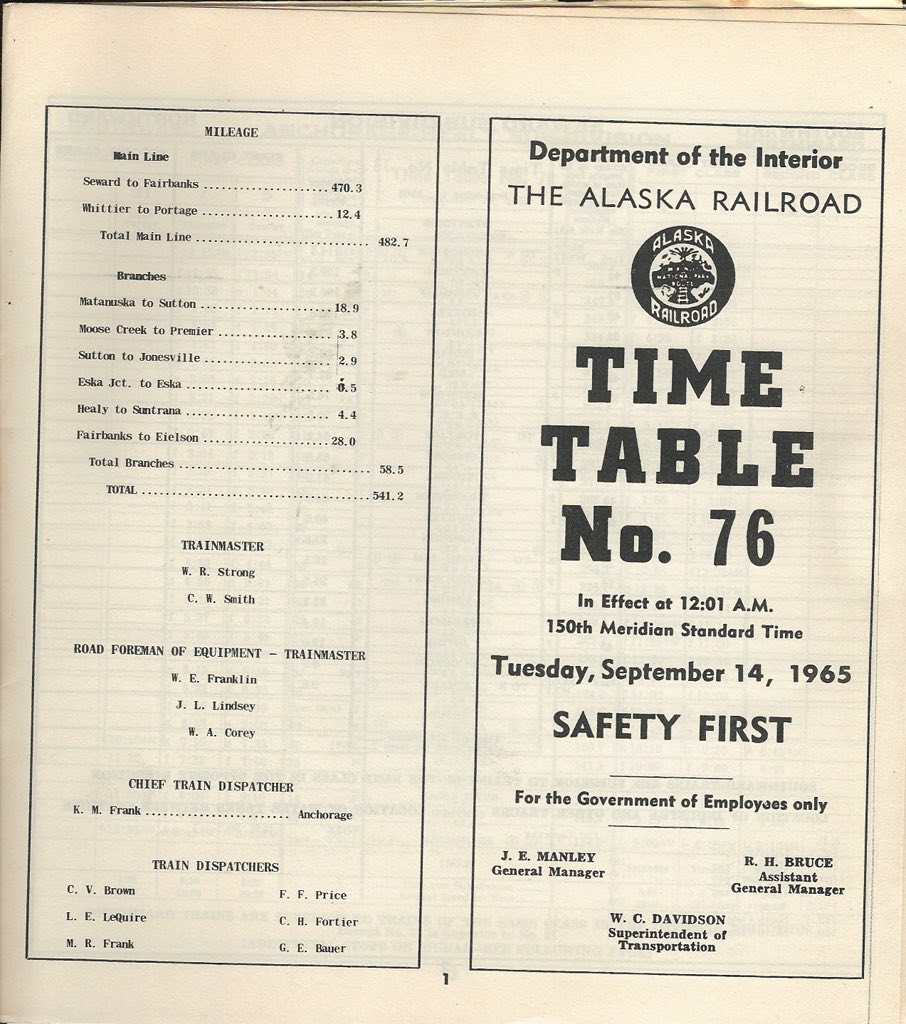 MILEAGE
Main Line
Seward to Fairbanks ..................... 470.3
Whittier to Portage ....................... 12.4
Total Main Line ............................. 482.7
Branches
Matanuska to Sutton ....................... 18.9
Moose Creek to Premier ................... 3.8
Sutton to Jonesville ...................... 2.9
Eska Jct. to Eska ......................... .5
Healy to Suntrana ......................... 4.4
Fairbanks to Eielson ...................... 28.0
Total Branches ................................ 58.5
TOTAL ...................................... 541.2
TRAINMASTER
W. R. Strong
C. W. Smith
ROAD FOREMAN OF EQUIPMENT - TRAINMASTER
W. E. Franklin
J. L. Lindsey
W. A. Corey
CHIEF TRAIN DISPATCHER
K. M. Frank ......................... Anchorage
TRAIN DISPATCHERS
C. V. Brown F. F. Price
L. E. LeQuire C. H. Fortier
M. R. Frank G. E. Bauer
Department of the Interior
THE ALASKA RAILROAD
ALASKA
NATIONAL PARK
ROUTE
RAILROAD
TIME
TABLE
No. 76
In Effect at 12:01 A.M.
150th Meridian Standard Time
Tuesday, September 14, 1965
SAFETY FIRST
For the Government of Employees only
J. E. MANLEY
General Manager
R. H. BRUCE
Assistant
General Manager
W. C. DAVIDSON
Superintendent of
Transportation
1